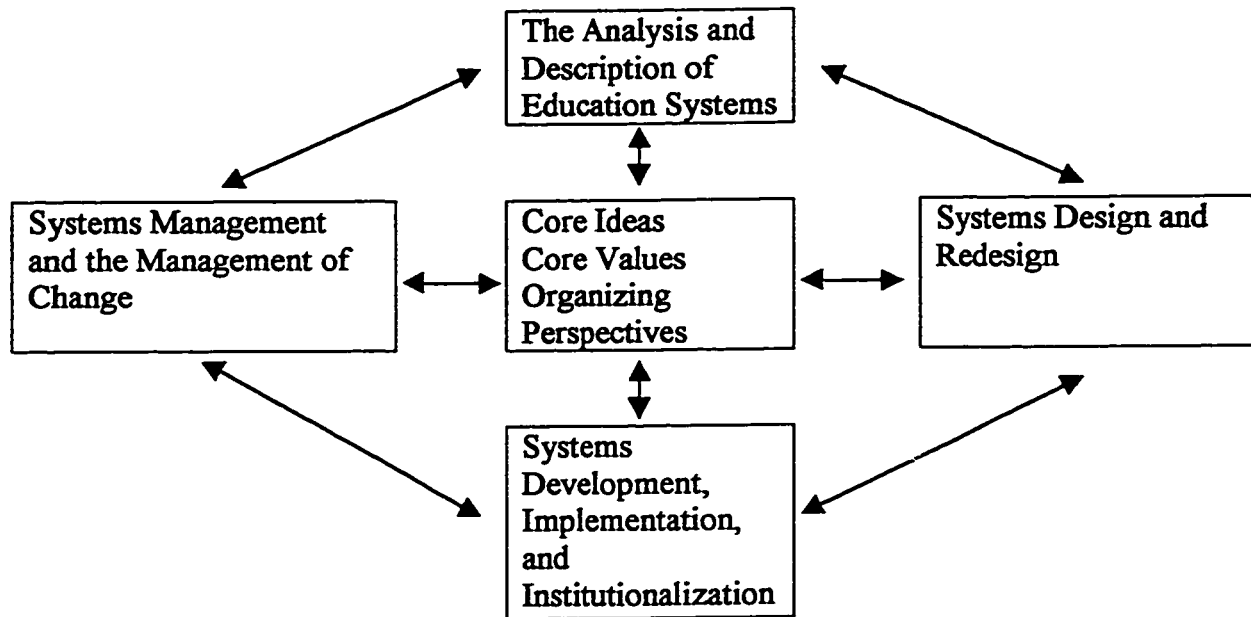 The Analysis and
Description of
Education Systems
Systems Management
and the Management of
Change
Core Ideas
Core Values
Organizing
Perspectives
Systems Design and
Redesign
Systems
Development,
Implementation,
and
Institutionalization